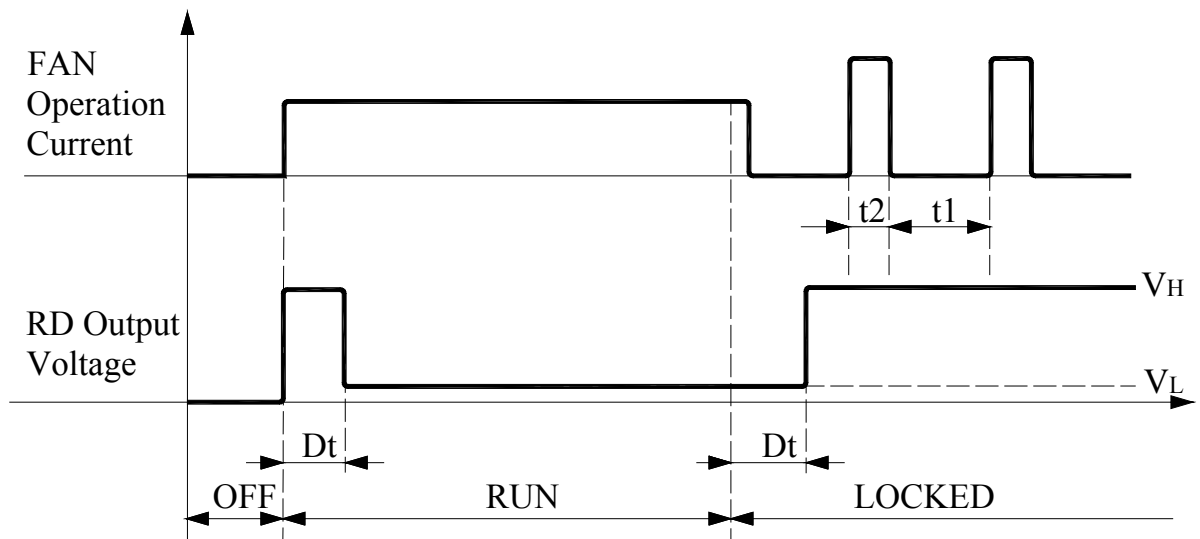 FAN
Operation
Current
t2
t1
VH
RD Output
Voltage
VL
Dt
Dt
OFF
RUN
LOCKED